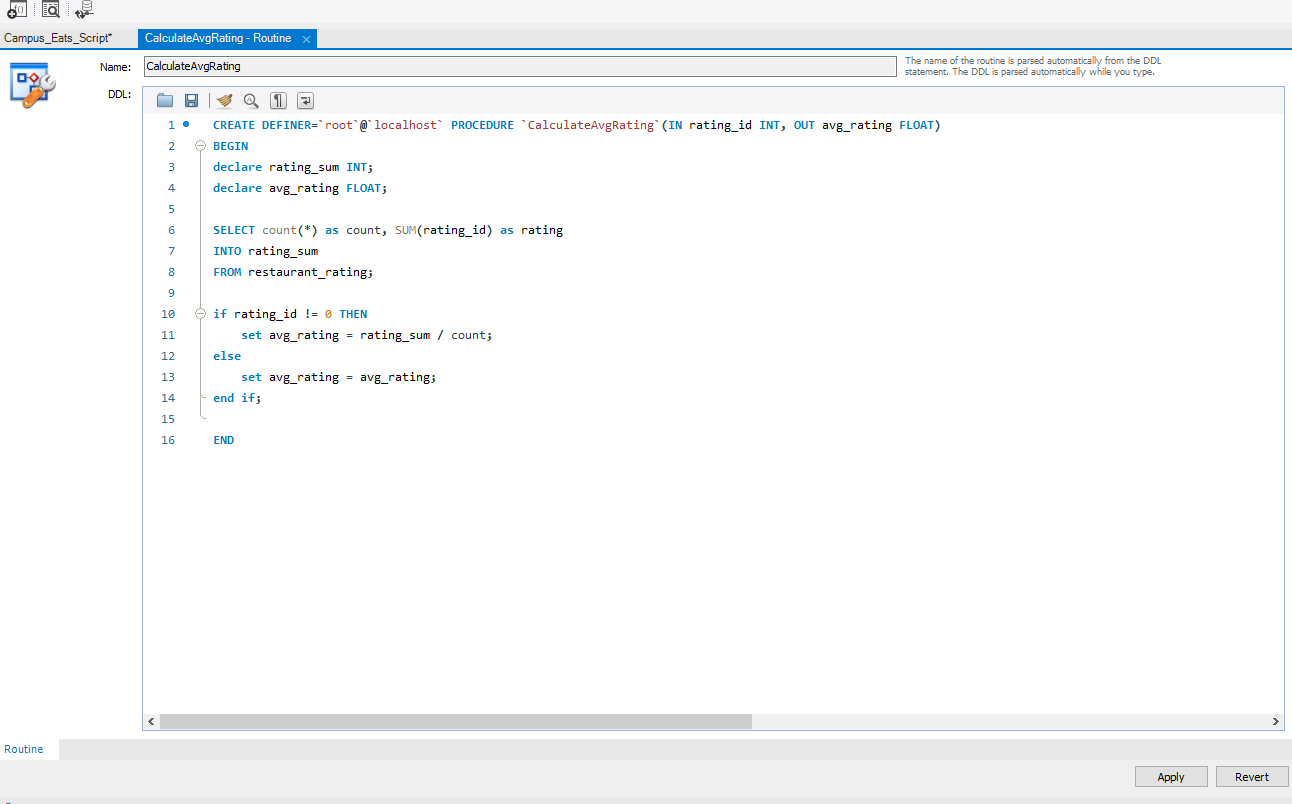 Campus_Eats_Script*
CalculateAvgRating - Routine
Name:
CalculateAvgRating
The name of the routine is parsed automatically from the DDL
statement. The DDL is parsed automatically while you type.
DDL:
1 CREATE DEFINER=`root`@`localhost` PROCEDURE `CalculateAvgRating`(IN rating_id INT, OUT avg_rating FLOAT)
2 BEGIN
3 declare rating_sum INT;
4 declare avg_rating FLOAT;
5
6 SELECT count(*) as count, SUM(rating_id) as rating
7 INTO rating_sum
8 FROM restaurant_rating;
9
10 if rating_id != 0 THEN
11     set avg_rating = rating_sum / count;
12 else
13     set avg_rating = avg_rating;
14 end if;
15
16 END
Routine
Apply
Revert